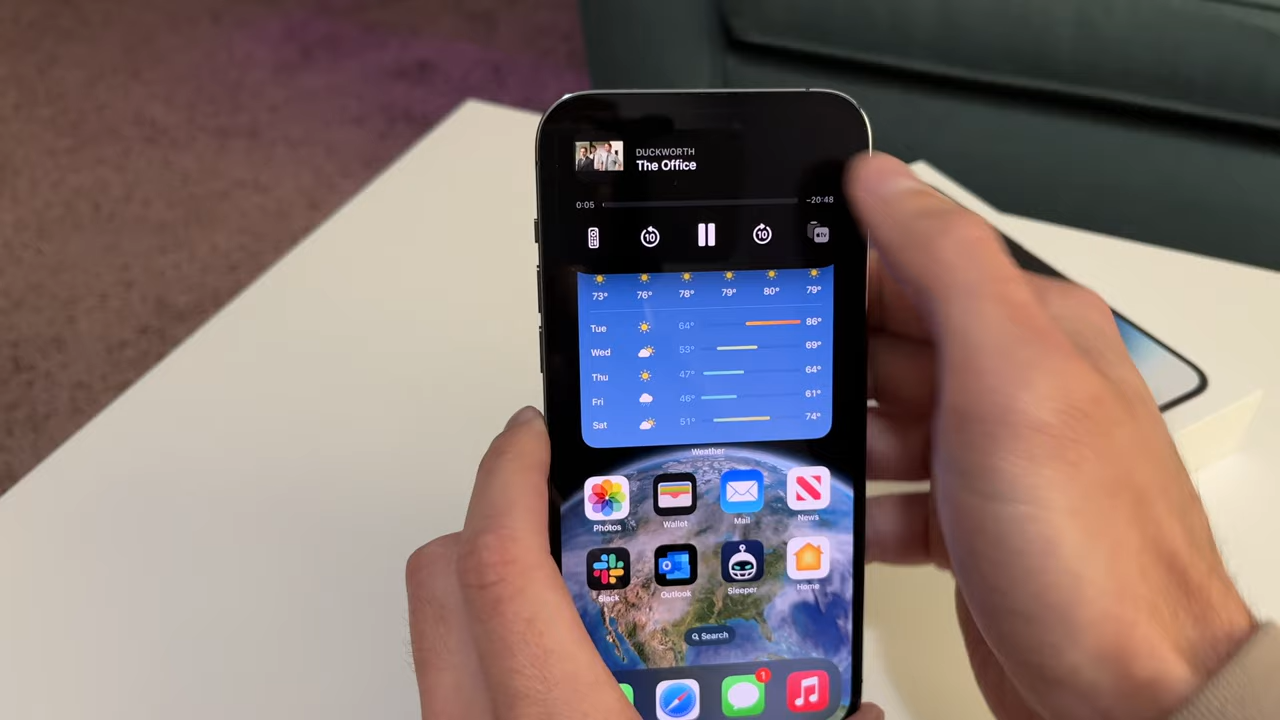 DUCKWORTH
The Office
0:05
-20:48
10
10
tv
73° 76° 78° 79° 80° 79°
Tue 64° 86°
Wed 53° 69°
Thu 47° 64°
Fri 46° 61°
Sat 51° 74°
Weather
Photos Wallet Mail News
Slack Outlook Sleeper Home
Search
1